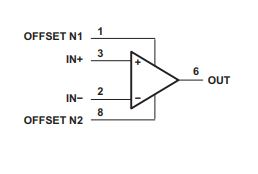 OFFSET N1 1
IN+ 3
+
6 OUT
IN− 2
−
OFFSET N2 8